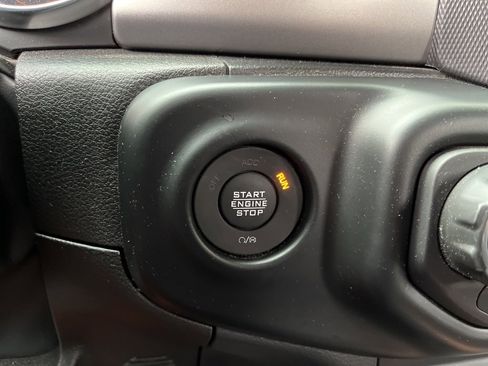 OFF ACC RUN
START
ENGINE
STOP